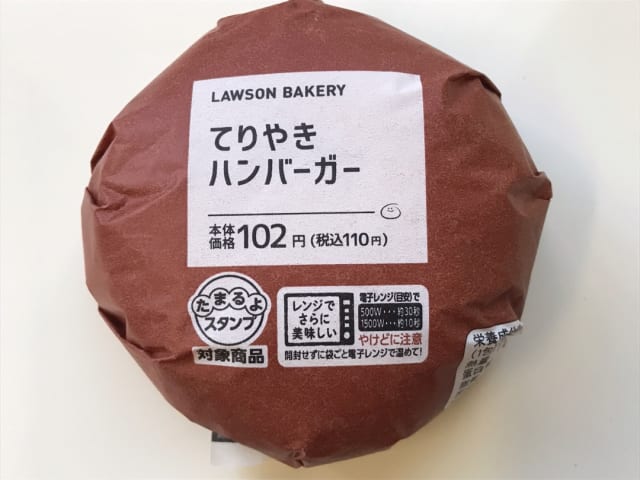 LAWSON BAKERY
てりやき
ハンバーガー
本体価格102円(税込110円)
たまるよ
スタンプ
対象商品
レンジで
さらに
美味しい
電子レンジ(目安)で
500W・・・約30秒
1500W・・・約10秒
やけどに注意
開封せずに袋ごと電子レンジで温めて!
栄養成分